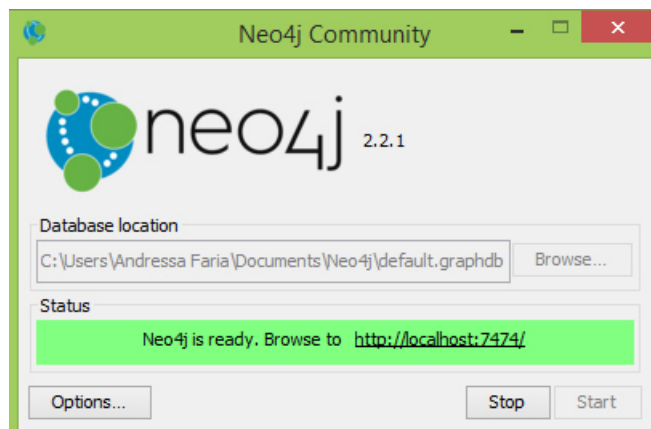 Neo4j Community
neo4j 2.2.1
Database location
C:\Users\Andressa Faria\Documents\Neo4j\default.graphdb Browse...
Status
Neo4j is ready. Browse to http://localhost:7474/
Options... Stop Start